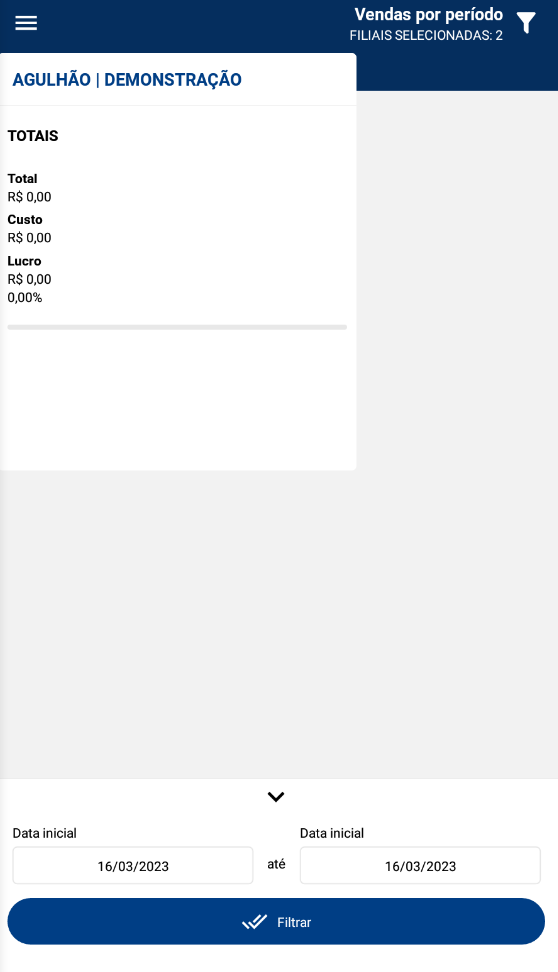 Vendas por período
FILIAIS SELECIONADAS: 2
AGULHÃO | DEMONSTRAÇÃO
TOTAIS
Total
R$ 0,00
Custo
R$ 0,00
Lucro
R$ 0,00
0,00%
Data inicial
Data inicial
16/03/2023
até
16/03/2023
Filtrar